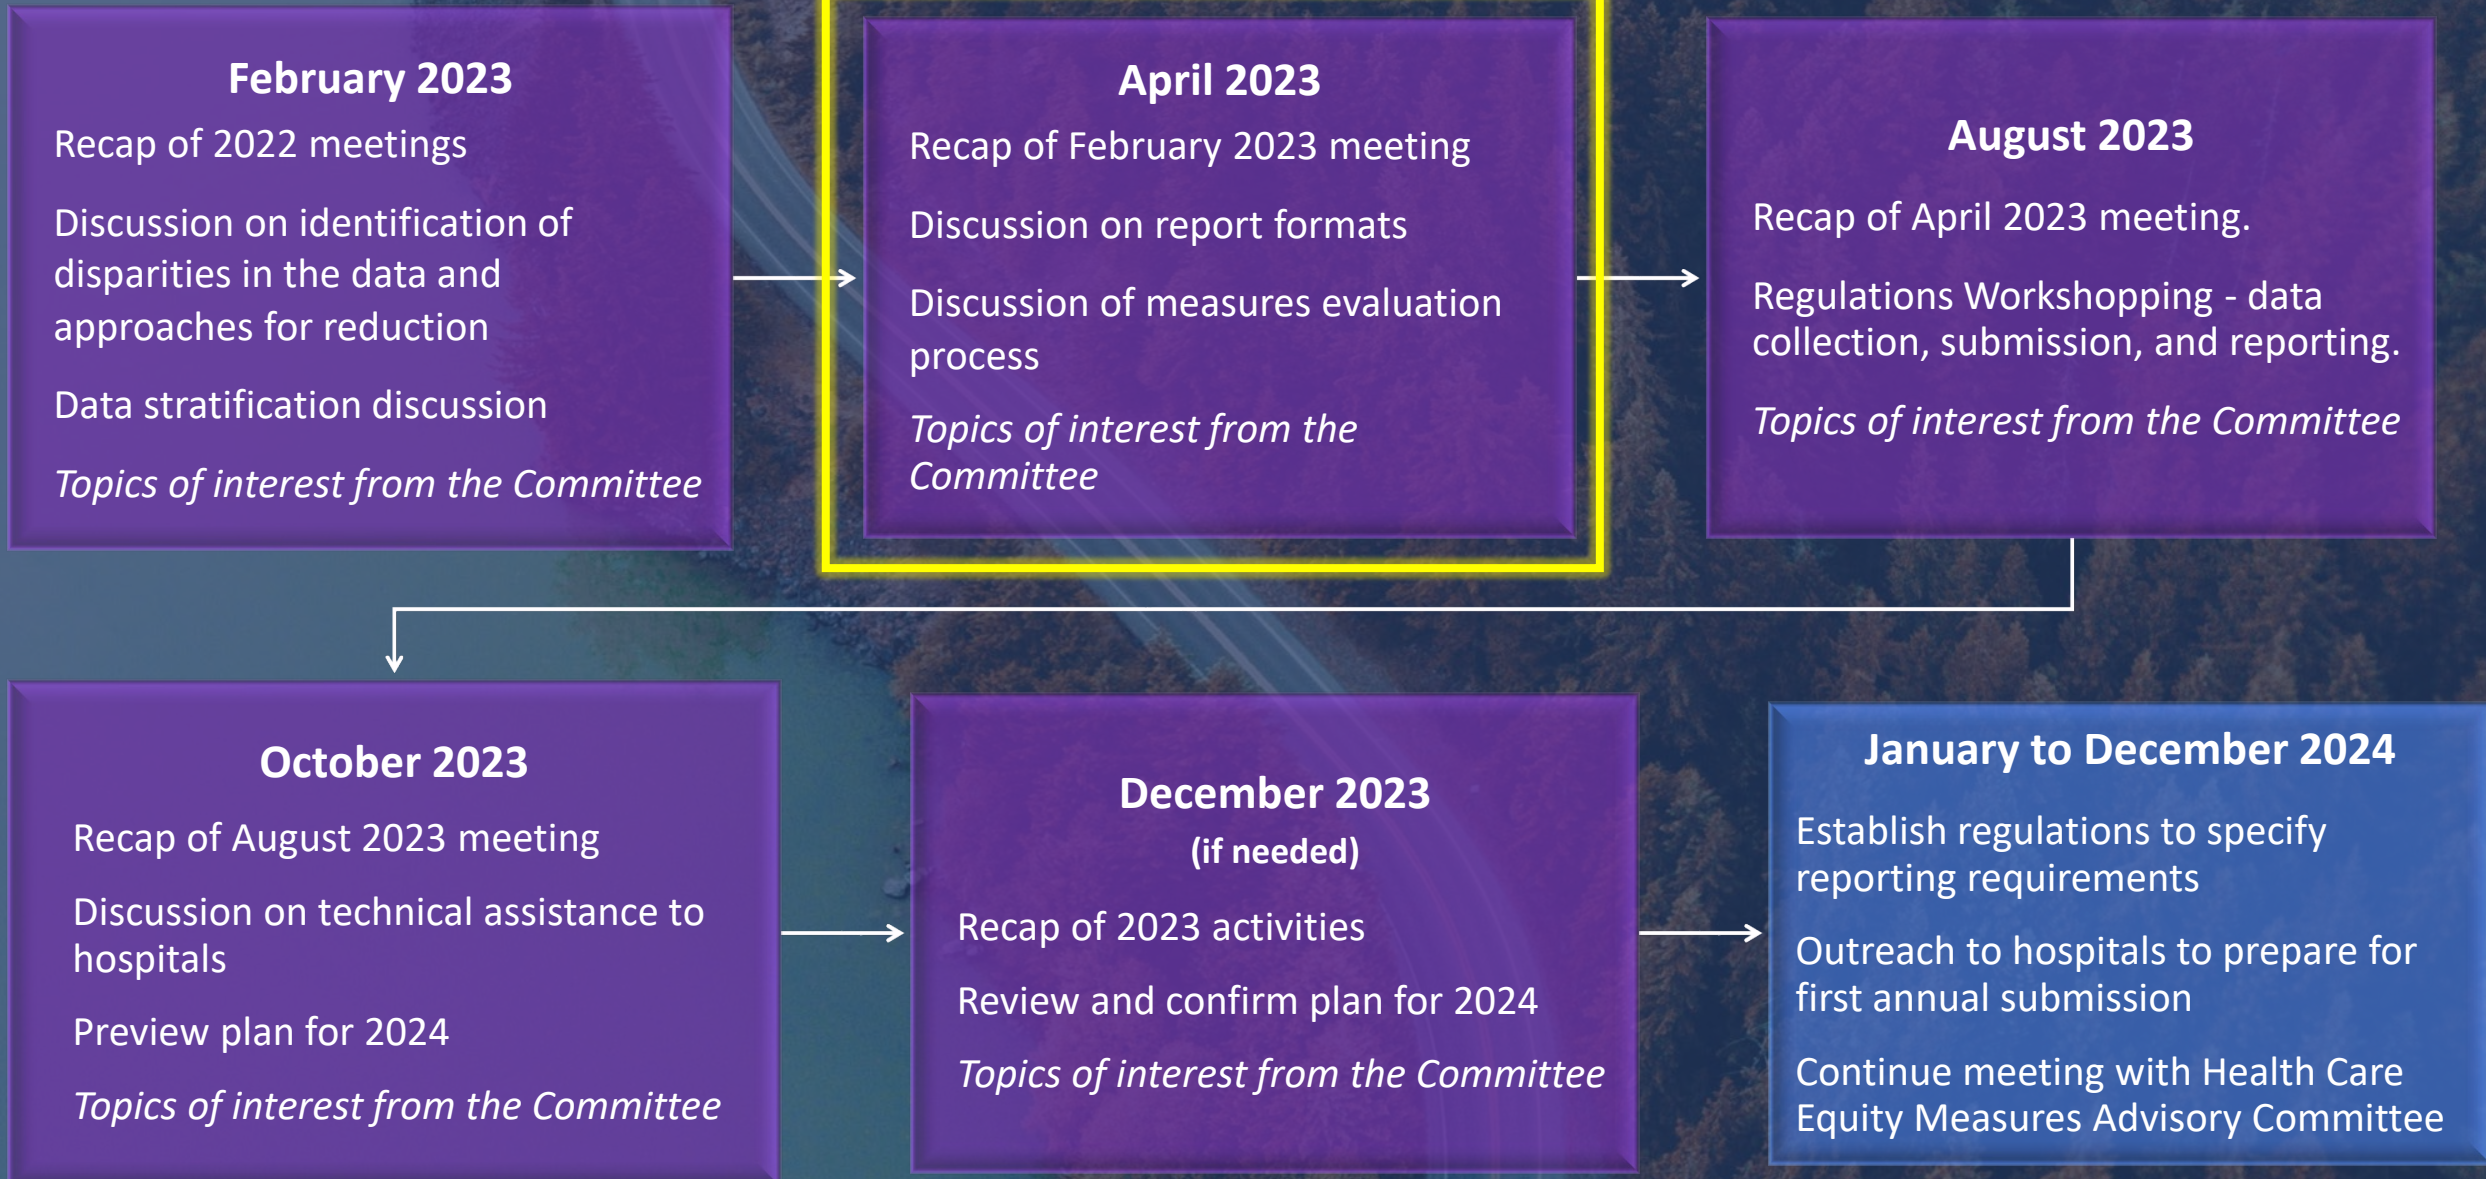 February 2023
Recap of 2022 meetings
Discussion on identification of
disparities in the data and
approaches for reduction
Data stratification discussion
Topics of interest from the Committee
April 2023
Recap of February 2023 meeting
Discussion on report formats
Discussion of measures evaluation
process
Topics of interest from the
Committee
August 2023
Recap of April 2023 meeting.
Regulations Workshopping - data
collection, submission, and reporting.
Topics of interest from the Committee
October 2023
Recap of August 2023 meeting
Discussion on technical assistance to
hospitals
Preview plan for 2024
Topics of interest from the Committee
December 2023
(if needed)
Recap of 2023 activities
Review and confirm plan for 2024
Topics of interest from the Committee
January to December 2024
Establish regulations to specify
reporting requirements
Outreach to hospitals to prepare for
first annual submission
Continue meeting with Health Care
Equity Measures Advisory Committee